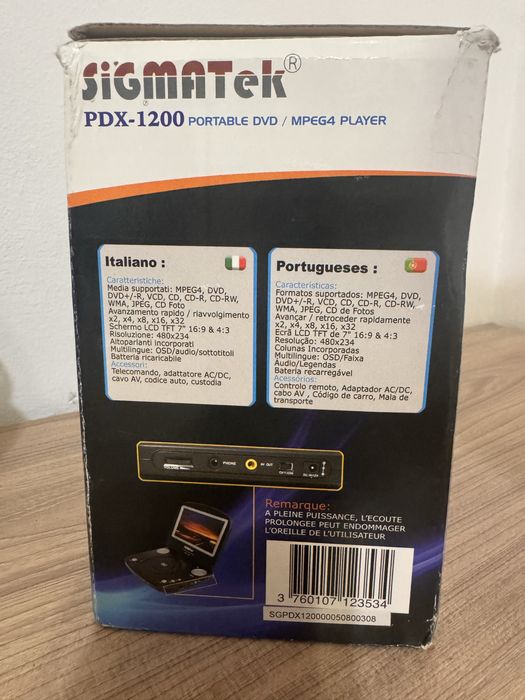 SiGMATek®
PDX-1200 PORTABLE DVD / MPEG4 PLAYER
Italiano :
Caratteristiche:
Media supportati: MPEG4, DVD,
DVD+/-R, VCD, CD, CD-R, CD-RW,
WMA, JPEG, CD Foto
Avanzamento rapido / riavvolgimento
x2, x4, x8, x16, x32
Schermo LCD TFT 7" 16:9 & 4:3
Risoluzione: 480x234
Altoparlanti incorporati
Multilingue: OSD/audio/sottotitoli
Batteria ricaricabile
Accessori:
Telecomando, adattatore AC/DC,
cavo AV, codice auto, custodia
Portugueses :
Características:
Formatos suportados: MPEG4, DVD,
DVD+/-R, VCD, CD, CD-R, CD-RW,
WMA, JPEG, CD de Fotos
Avançar / retroceder rapidamente
x2, x4, x8, x16, x32
Ecrã LCD TFT de 7" 16:9 & 4:3
Resolução: 480x234
Colunas Incorporadas
Multilingue: OSD/Faixa
Áudio/Legendas
Bateria recarregável
Acessórios:
Controlo remoto, Adaptador AC/DC,
cabo AV , Código de carro, Mala de
transporte
PHONE
AV OUT
Remarque:
A PLEINE PUISSANCE, L'ECOUTE
PROLONGEE PEUT ENDOMMAGER
L'OREILLE DE L'UTILISATEUR
3 760107 123534
SGPDX120000050800308